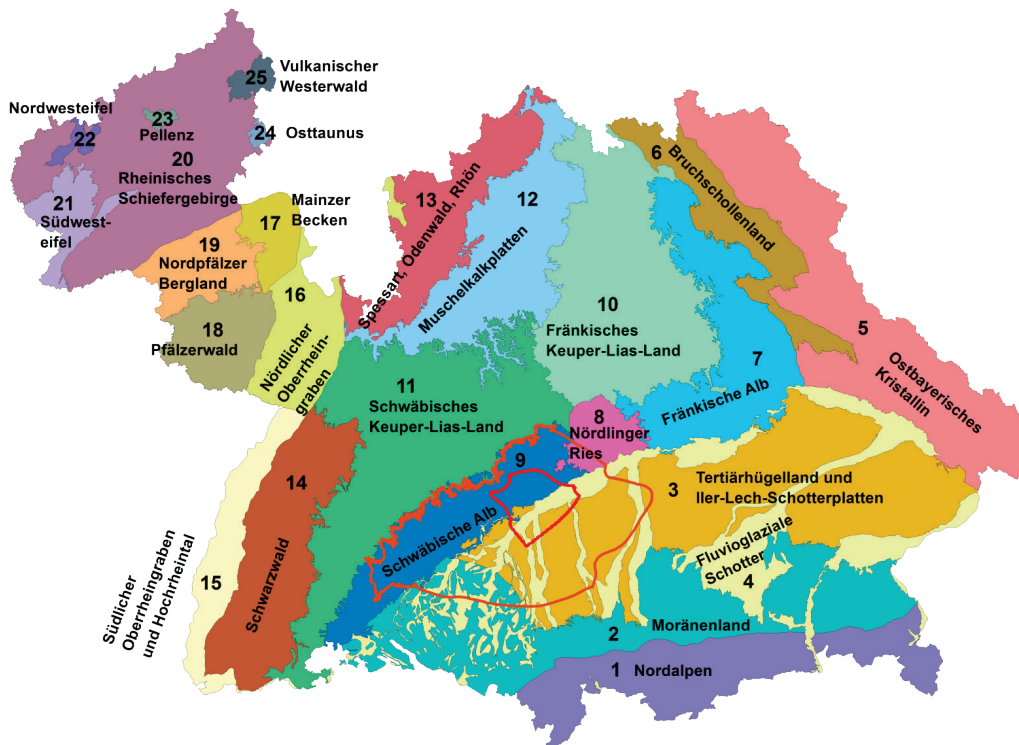 25
Vulkanischer
Westerwald
Nordwesteifel
22
23
Pellenz
24
Osttaunus
20
Rheinisches
Schiefergebirge
21
Südwest-
eifel
17
Mainzer
Becken
19
Nordpfälzer
Bergland
18
Pfälzerwald
16
Nördlicher
Oberrhein-
graben
13
Spessart, Odenwald, Rhön
12
Muschelkalkplatten
6
Bruchschollenland
10
Fränkisches
Keuper-Lias-Land
5
Ostbayerisches
Kristallin
7
Fränkische Alb
11
Schwäbisches
Keuper-Lias-Land
8
Nördlinger
Ries
9
Schwäbische Alb
3
Tertiärhügelland und
Iller-Lech-Schotterplatten
Fluvioglaziale
Schotter
4
14
Schwarzwald
15
Südlicher
Oberrheingraben
und Hochrheintal
2
Moränenland
1
Nordalpen